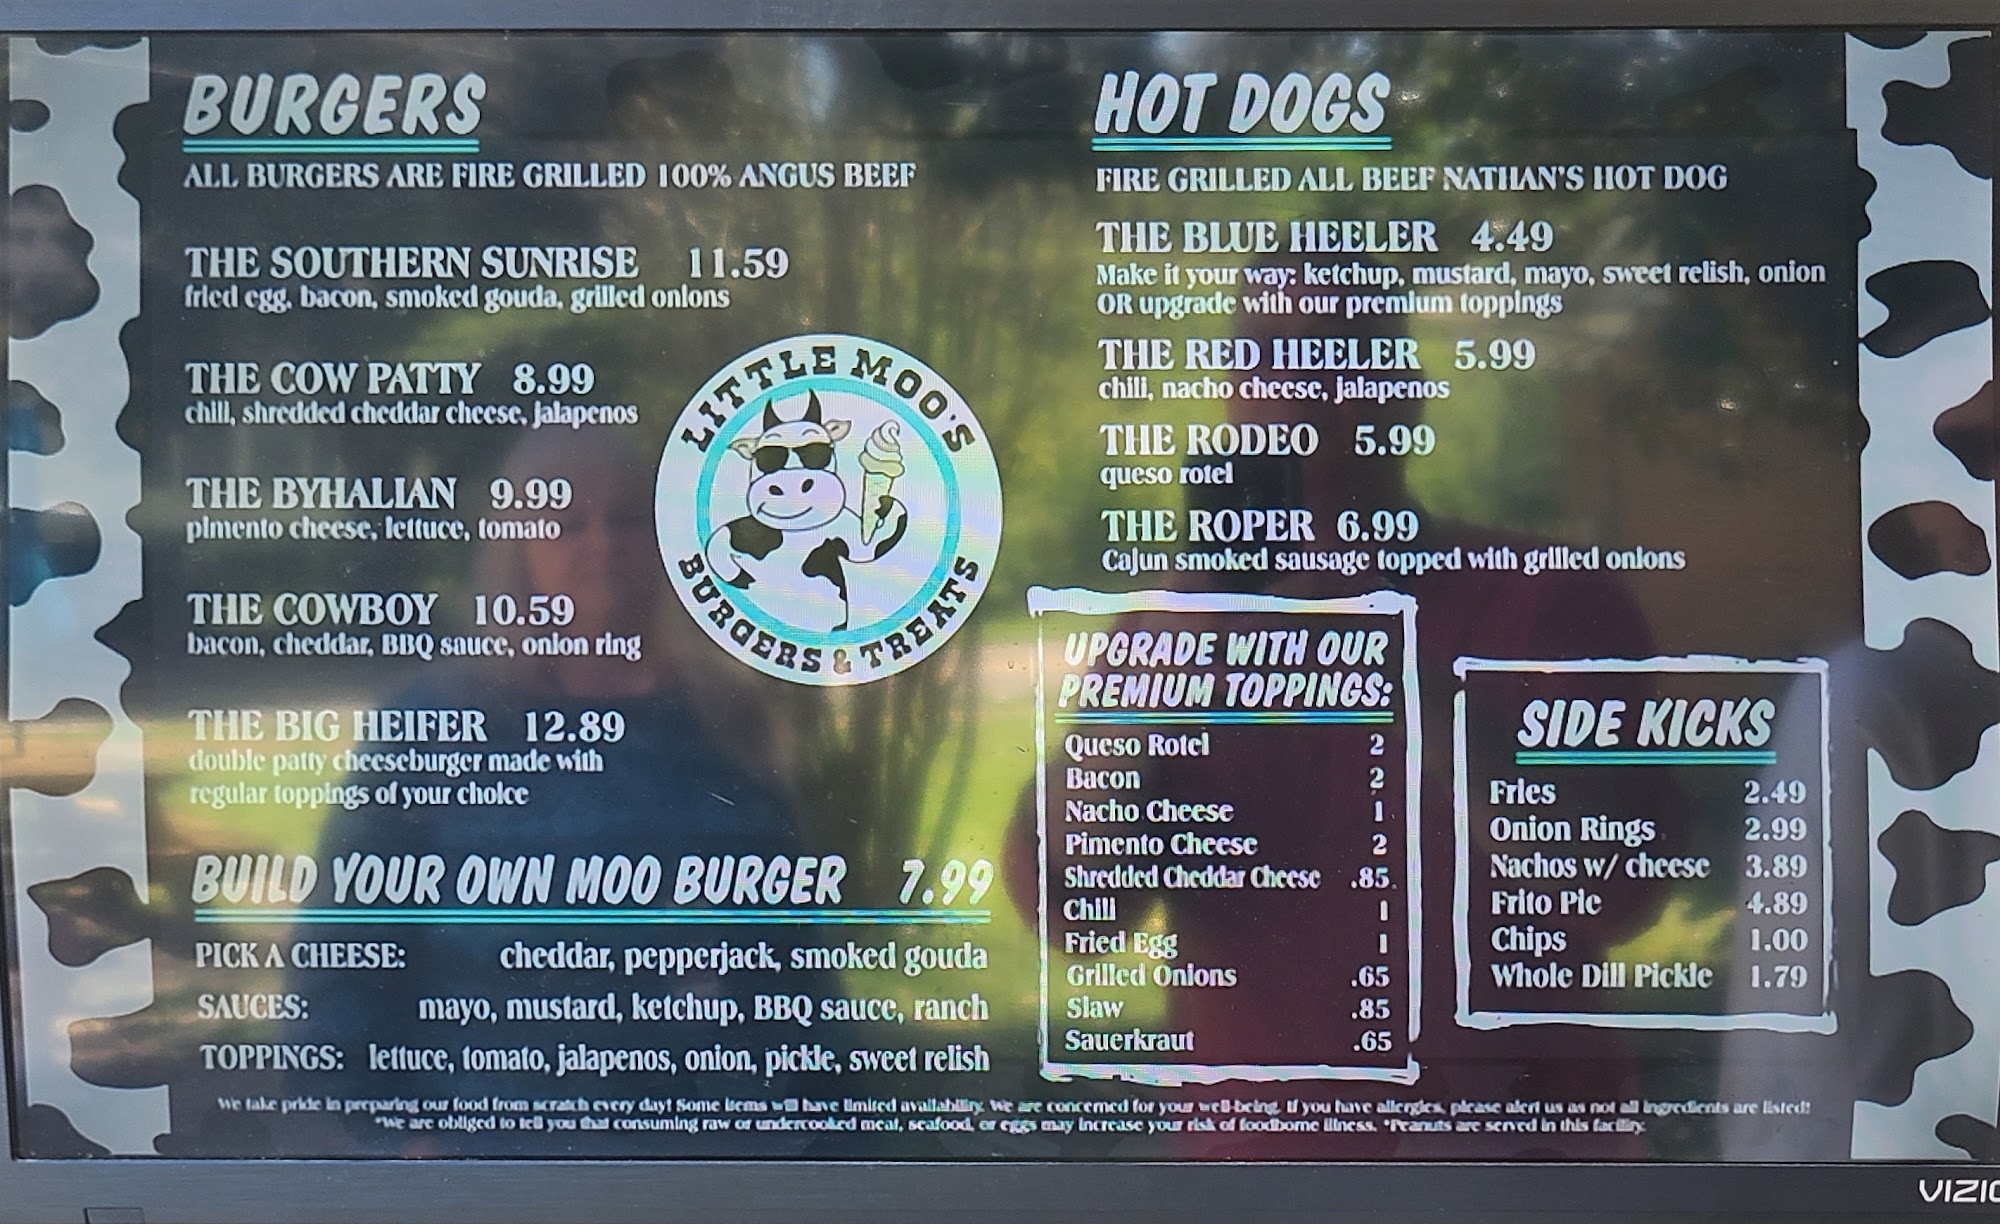 BURGERS
ALL BURGERS ARE FIRE GRILLED 100% ANGUS BEEF
THE SOUTHERN SUNRISE 11.59
fried egg, bacon, smoked gouda, grilled onions
THE COW PATTY 8.99
chili, shredded cheddar cheese, jalapenos
THE BYHALIAN 9.99
pimento cheese, lettuce, tomato
THE COWBOY 10.59
bacon, cheddar, BBQ sauce, onion ring
THE BIG HEIFER 12.89
double patty cheeseburger made with
regular toppings of your choice
LITTLE MOO'S
BURGERS & TREATS
BUILD YOUR OWN MOO BURGER 7.99
PICK A CHEESE: cheddar, pepperjack, smoked gouda
SAUCES: mayo, mustard, ketchup, BBQ sauce, ranch
TOPPINGS: lettuce, tomato, jalapenos, onion, pickle, sweet relish
HOT DOGS
FIRE GRILLED ALL BEEF NATHAN'S HOT DOG
THE BLUE HEELER 4.49
Make it your way: ketchup, mustard, mayo, sweet relish, onion
OR upgrade with our premium toppings
THE RED HEELER 5.99
chili, nacho cheese, jalapenos
THE RODEO 5.99
queso rotel
THE ROPER 6.99
Cajun smoked sausage topped with grilled onions
UPGRADE WITH OUR
PREMIUM TOPPINGS:
Queso Rotel 2
Bacon 2
Nacho Cheese 1
Pimento Cheese 2
Shredded Cheddar Cheese .85
Chili 1
Fried Egg 1
Grilled Onions .65
Slaw .85
Sauerkraut .65
SIDE KICKS
Fries 2.49
Onion Rings 2.99
Nachos w/ cheese 3.89
Frito Pie 4.89
Chips 1.00
Whole Dill Pickle 1.79
We take pride in preparing our food from scratch every day! Some items will have limited availability. We are concerned for your well-being. If you have allergies, please alert us as not all ingredients are listed!
*We are obliged to tell you that consuming raw or undercooked meat, seafood, or eggs may increase your risk of foodborne illness. *Peanuts are served in this facility.
VIZIO